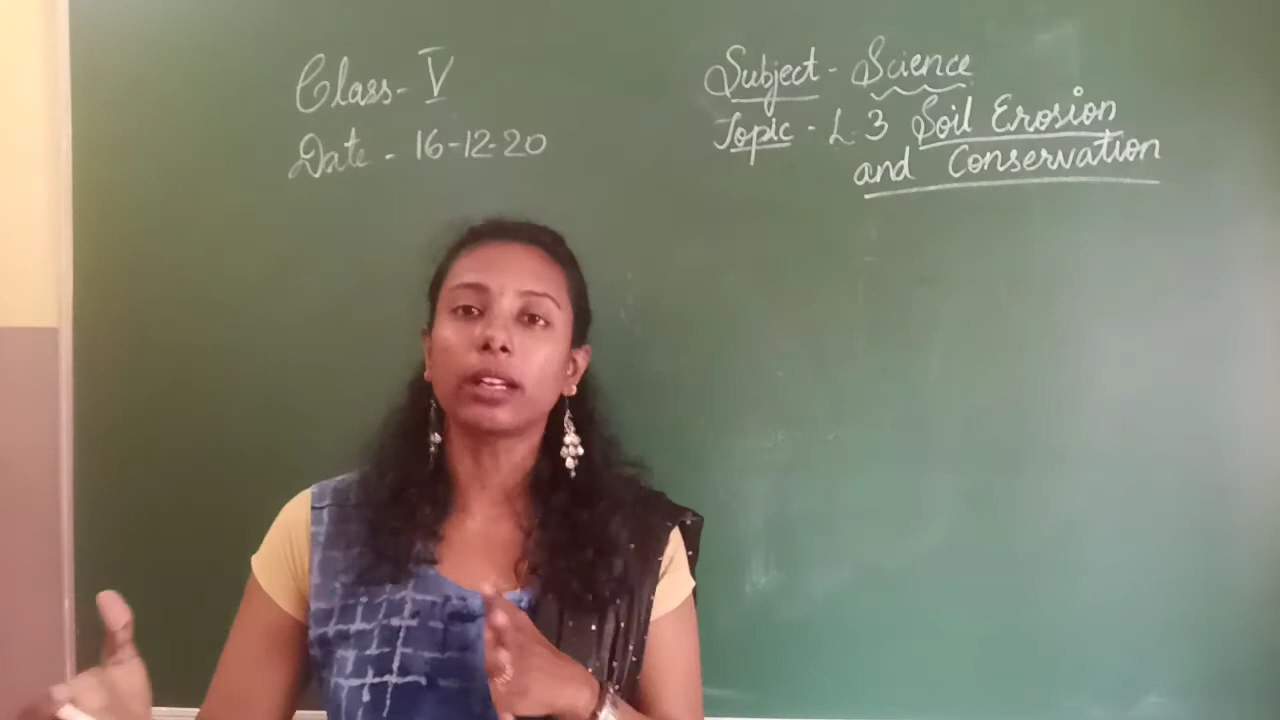 Class- V
Date - 16-12-20
Subject - Science
Topic - L. 3 Soil Erosion
and Conservation